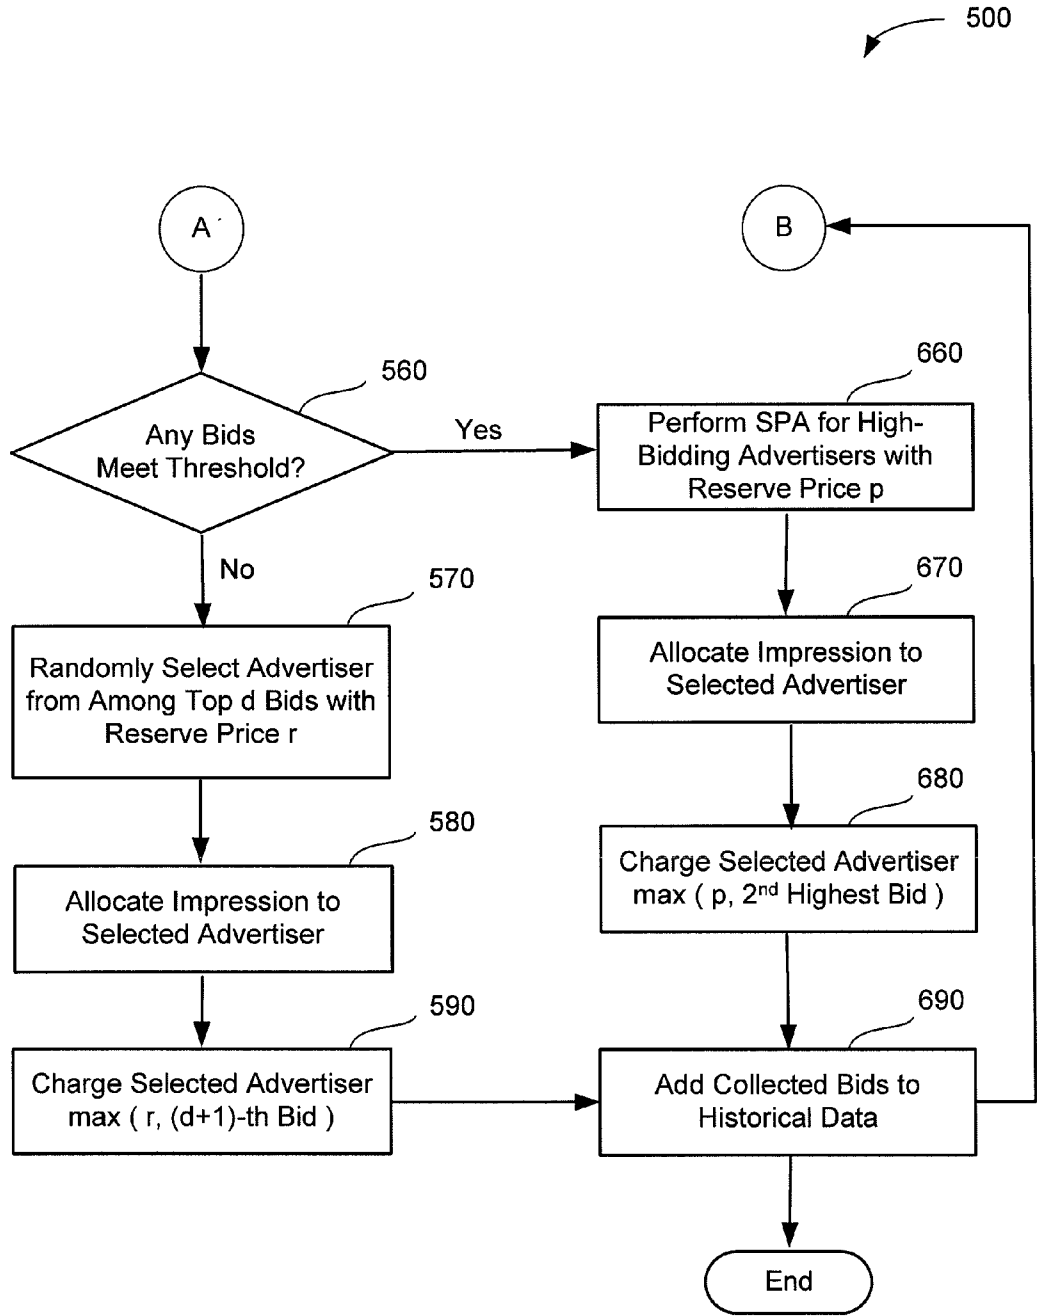 500
A
B
560
Any Bids
Meet Threshold?
Yes
No
660
Perform SPA for High-
Bidding Advertisers with
Reserve Price p
570
Randomly Select Advertiser
from Among Top d Bids with
Reserve Price r
670
Allocate Impression to
Selected Advertiser
580
Allocate Impression to
Selected Advertiser
680
Charge Selected Advertiser
max ( p, 2nd Highest Bid )
590
Charge Selected Advertiser
max ( r, (d+1)-th Bid )
690
Add Collected Bids to
Historical Data
End